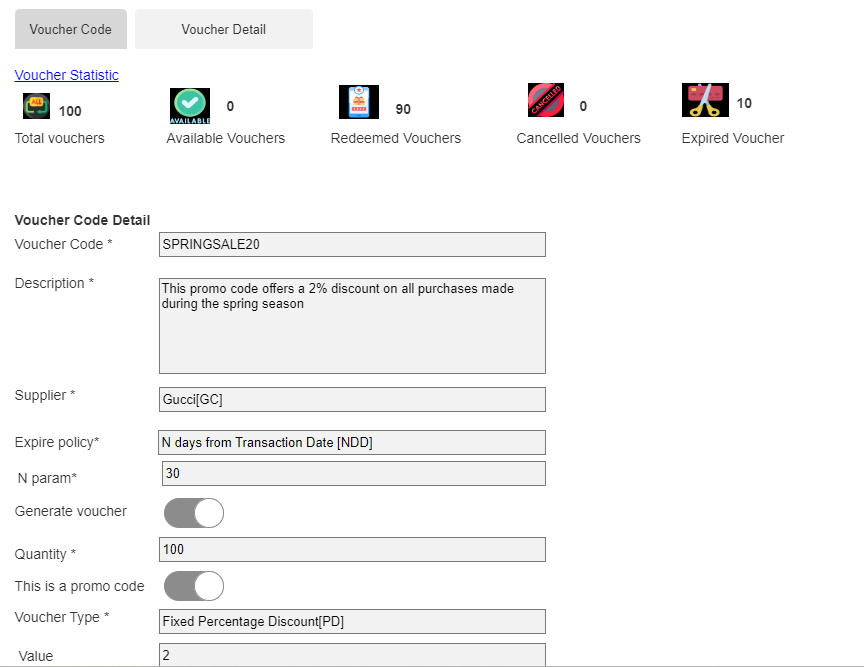 Voucher Code
Voucher Detail
Voucher Statistic
ALL
100
AVAILABLE
0
90
CANCELLED
0
10
Total vouchers
Available Vouchers
Redeemed Vouchers
Cancelled Vouchers
Expired Voucher
Voucher Code Detail
Voucher Code *
SPRINGSALE20
Description *
This promo code offers a 2% discount on all purchases made
during the spring season
Supplier *
Gucci[GC]
Expire policy*
N days from Transaction Date [NDD]
N param*
30
Generate voucher
Quantity *
100
This is a promo code
Voucher Type *
Fixed Percentage Discount[PD]
Value
2